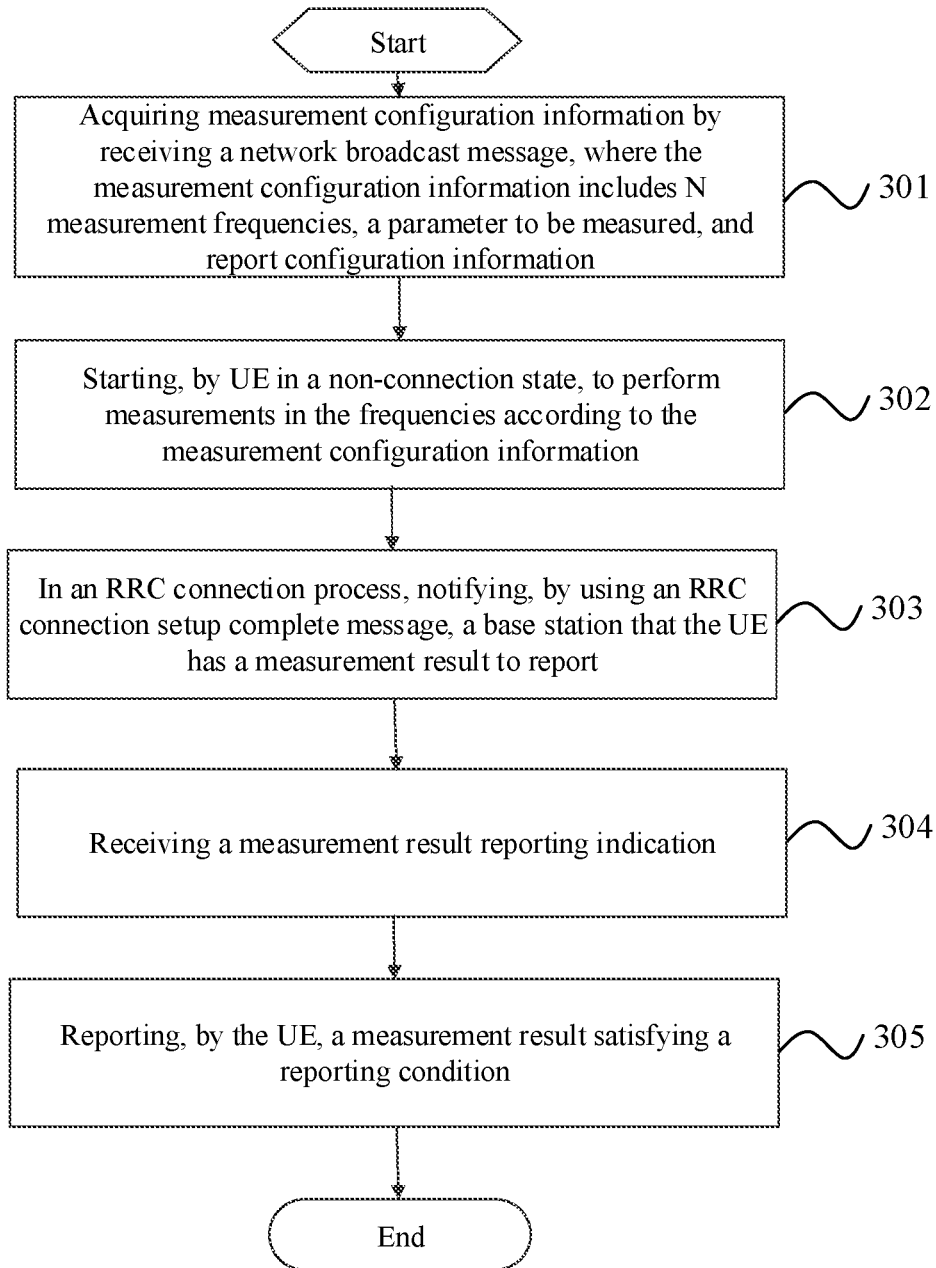 Start
Acquiring measurement configuration information by
receiving a network broadcast message, where the
measurement configuration information includes N
measurement frequencies, a parameter to be measured, and
report configuration information
301
Starting, by UE in a non-connection state, to perform
measurements in the frequencies according to the
measurement configuration information
302
In an RRC connection process, notifying, by using an RRC
connection setup complete message, a base station that the UE
has a measurement result to report
303
Receiving a measurement result reporting indication
304
Reporting, by the UE, a measurement result satisfying a
reporting condition
305
End